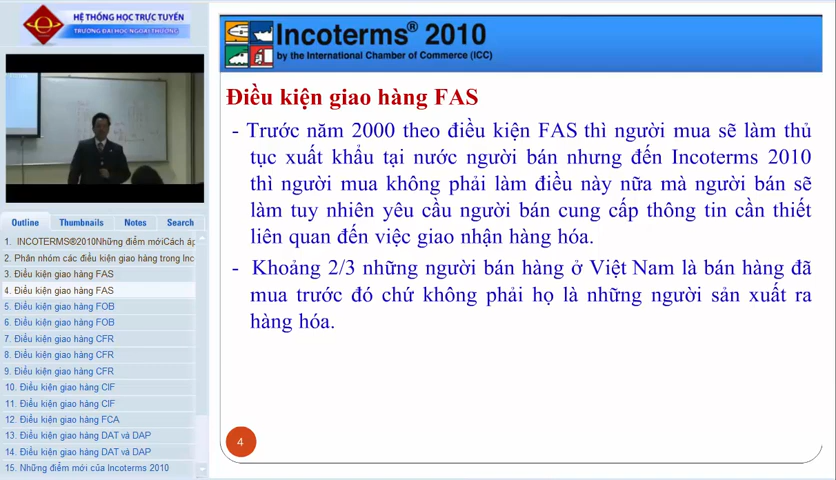 HỆ THỐNG HỌC TRỰC TUYẾN
TRƯỜNG ĐẠI HỌC NGOẠI THƯƠNG
Incoterms® 2010
by the International Chamber of Commerce (ICC)
Điều kiện giao hàng FAS
- Trước năm 2000 theo điều kiện FAS thì người mua sẽ làm thủ
tục xuất khẩu tại nước người bán nhưng đến Incoterms 2010
thì người mua không phải làm điều này nữa mà người bán sẽ
làm tuy nhiên yêu cầu người bán cung cấp thông tin cần thiết
liên quan đến việc giao nhận hàng hóa.
- Khoảng 2/3 những người bán hàng ở Việt Nam là bán hàng đã
mua trước đó chứ không phải họ là những người sản xuất ra
hàng hóa.
4
Outline Thumbnails Notes Search
1. INCOTERMS®2010Những điểm mớiCách áp
2. Phân nhóm các điều kiện giao hàng trong Inc
3. Điều kiện giao hàng FAS
4. Điều kiện giao hàng FAS
5. Điều kiện giao hàng FOB
6. Điều kiện giao hàng FOB
7. Điều kiện giao hàng CFR
8. Điều kiện giao hàng CFR
9. Điều kiện giao hàng CFR
10. Điều kiện giao hàng CIF
11. Điều kiện giao hàng CIF
12. Điều kiện giao hàng FCA
13. Điều kiện giao hàng DAT và DAP
14. Điều kiện giao hàng DAT và DAP
15. Những điểm mới của Incoterms 2010